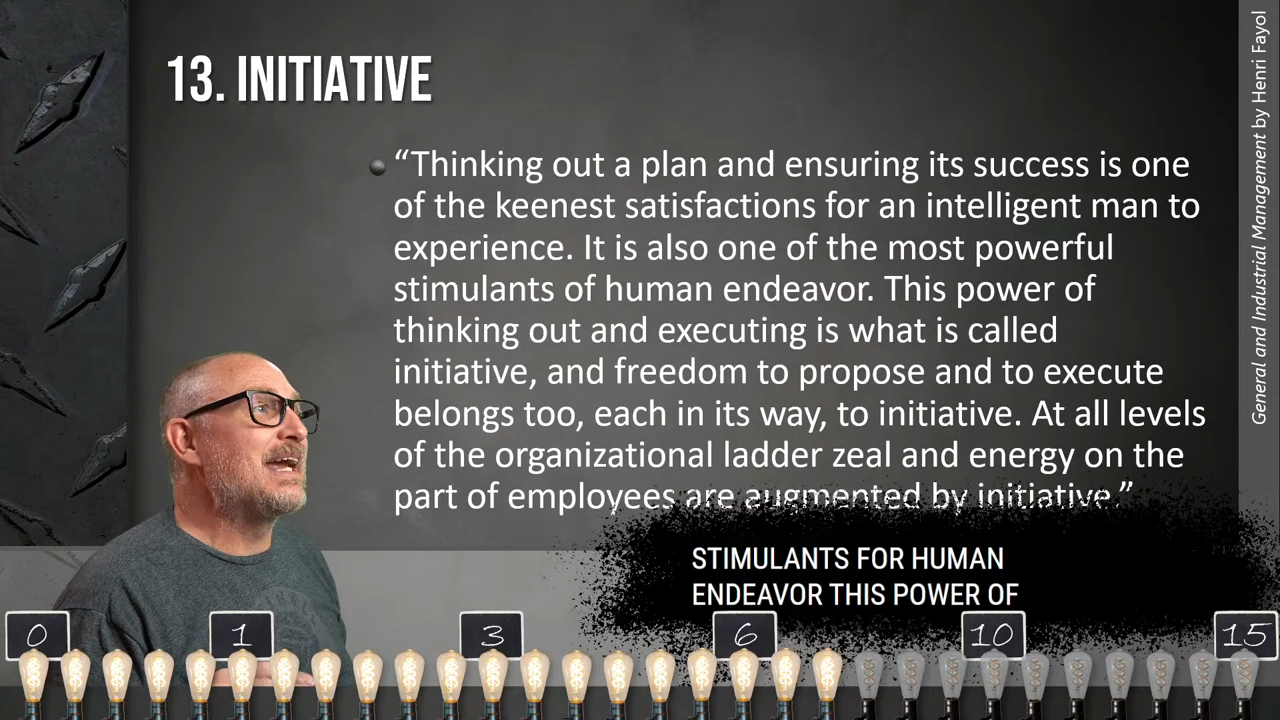 13. INITIATIVE
“Thinking out a plan and ensuring its success is one
of the keenest satisfactions for an intelligent man to
experience. It is also one of the most powerful
stimulants of human endeavor. This power of
thinking out and executing is what is called
initiative, and freedom to propose and to execute
belongs too, each in its way, to initiative. At all levels
of the organizational ladder zeal and energy on the
part of employees are augmented by initiative.”
General and Industrial Management by Henri Fayol
STIMULANTS FOR HUMAN
ENDEAVOR THIS POWER OF
0 1 3 6 10 15